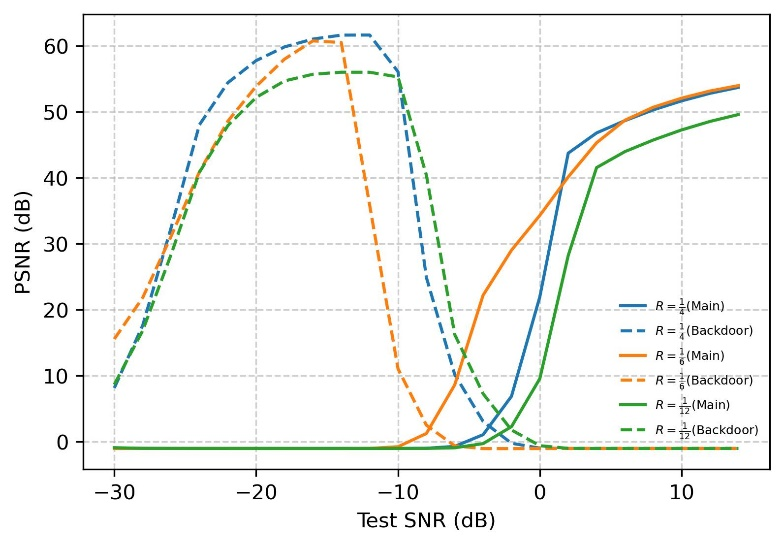 60
50
40
30
20
10
0
PSNR (dB)
−30 −20 −10 0 10
Test SNR (dB)
R = 1/4(Main)
R = 1/4(Backdoor)
R = 1/6(Main)
R = 1/6(Backdoor)
R = 1/12(Main)
R = 1/12(Backdoor)